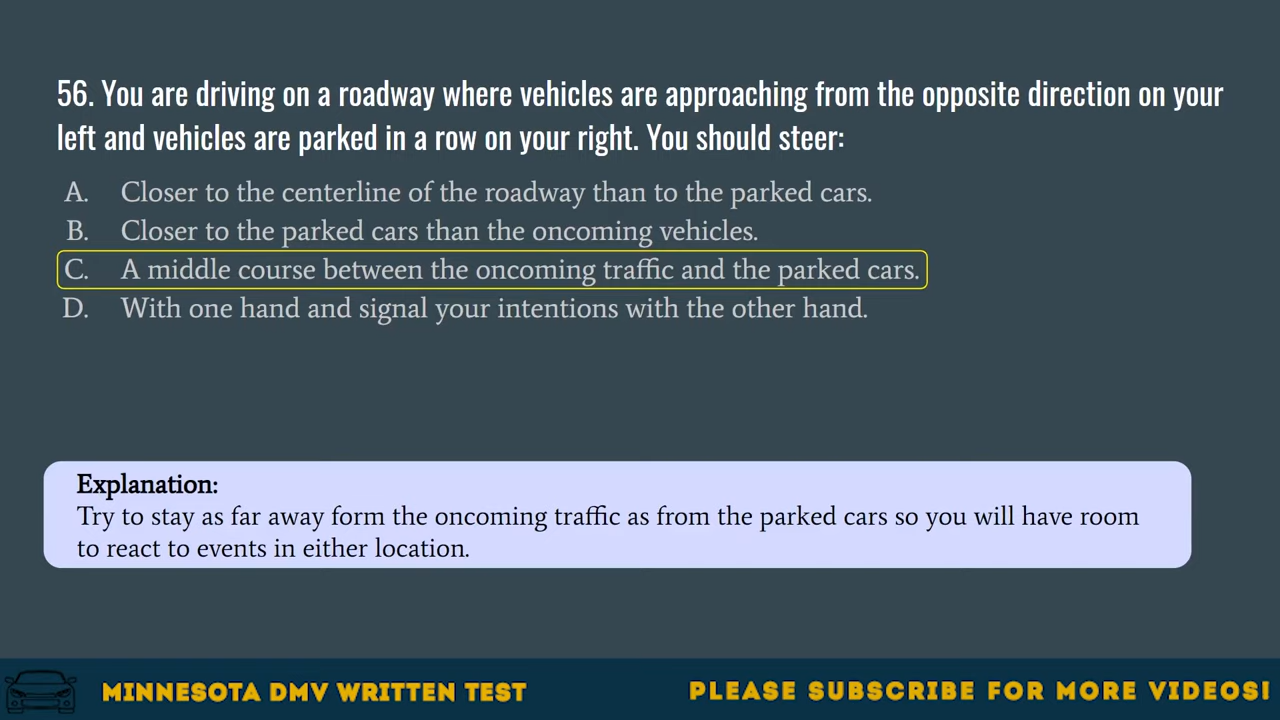 56. You are driving on a roadway where vehicles are approaching from the opposite direction on your
left and vehicles are parked in a row on your right. You should steer:
A. Closer to the centerline of the roadway than to the parked cars.
B. Closer to the parked cars than the oncoming vehicles.
C. A middle course between the oncoming traffic and the parked cars.
D. With one hand and signal your intentions with the other hand.
Explanation:
Try to stay as far away form the oncoming traffic as from the parked cars so you will have room
to react to events in either location.
MINNESOTA DMV WRITTEN TEST
PLEASE SUBSCRIBE FOR MORE VIDEOS!